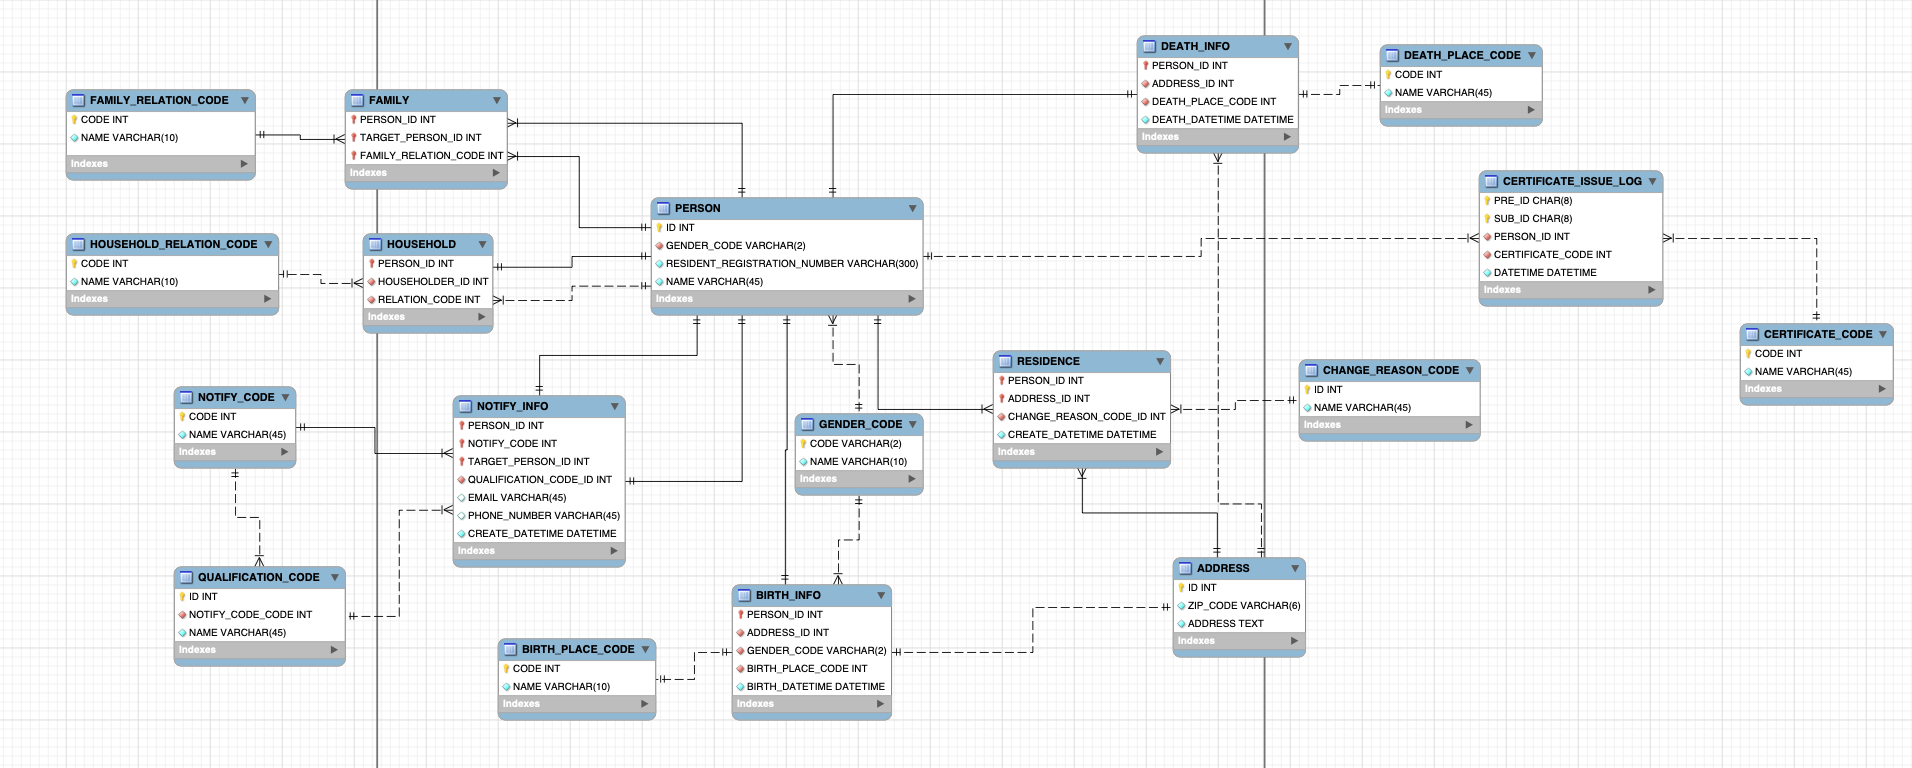 DEATH_INFO
PERSON_ID INT
ADDRESS_ID INT
DEATH_PLACE_CODE INT
DEATH_DATETIME DATETIME
Indexes
DEATH_PLACE_CODE
CODE INT
NAME VARCHAR(45)
Indexes
FAMILY_RELATION_CODE
CODE INT
NAME VARCHAR(10)
Indexes
FAMILY
PERSON_ID INT
TARGET_PERSON_ID INT
FAMILY_RELATION_CODE INT
Indexes
CERTIFICATE_ISSUE_LOG
PRE_ID CHAR(8)
SUB_ID CHAR(8)
PERSON_ID INT
CERTIFICATE_CODE INT
DATETIME DATETIME
Indexes
PERSON
ID INT
GENDER_CODE VARCHAR(2)
RESIDENT_REGISTRATION_NUMBER VARCHAR(300)
NAME VARCHAR(45)
Indexes
HOUSEHOLD_RELATION_CODE
CODE INT
NAME VARCHAR(10)
Indexes
HOUSEHOLD
PERSON_ID INT
HOUSEHOLDER_ID INT
RELATION_CODE INT
Indexes
CERTIFICATE_CODE
CODE INT
NAME VARCHAR(45)
Indexes
RESIDENCE
PERSON_ID INT
ADDRESS_ID INT
CHANGE_REASON_CODE_ID INT
CREATE_DATETIME DATETIME
Indexes
CHANGE_REASON_CODE
ID INT
NAME VARCHAR(45)
Indexes
NOTIFY_CODE
CODE INT
NAME VARCHAR(45)
Indexes
NOTIFY_INFO
PERSON_ID INT
NOTIFY_CODE INT
TARGET_PERSON_ID INT
QUALIFICATION_CODE_ID INT
EMAIL VARCHAR(45)
PHONE_NUMBER VARCHAR(45)
CREATE_DATETIME DATETIME
Indexes
GENDER_CODE
CODE VARCHAR(2)
NAME VARCHAR(10)
Indexes
ADDRESS
ID INT
ZIP_CODE VARCHAR(6)
ADDRESS TEXT
Indexes
QUALIFICATION_CODE
ID INT
NOTIFY_CODE_CODE INT
NAME VARCHAR(45)
Indexes
BIRTH_INFO
PERSON_ID INT
ADDRESS_ID INT
GENDER_CODE VARCHAR(2)
BIRTH_PLACE_CODE INT
BIRTH_DATETIME DATETIME
Indexes
BIRTH_PLACE_CODE
CODE INT
NAME VARCHAR(10)
Indexes